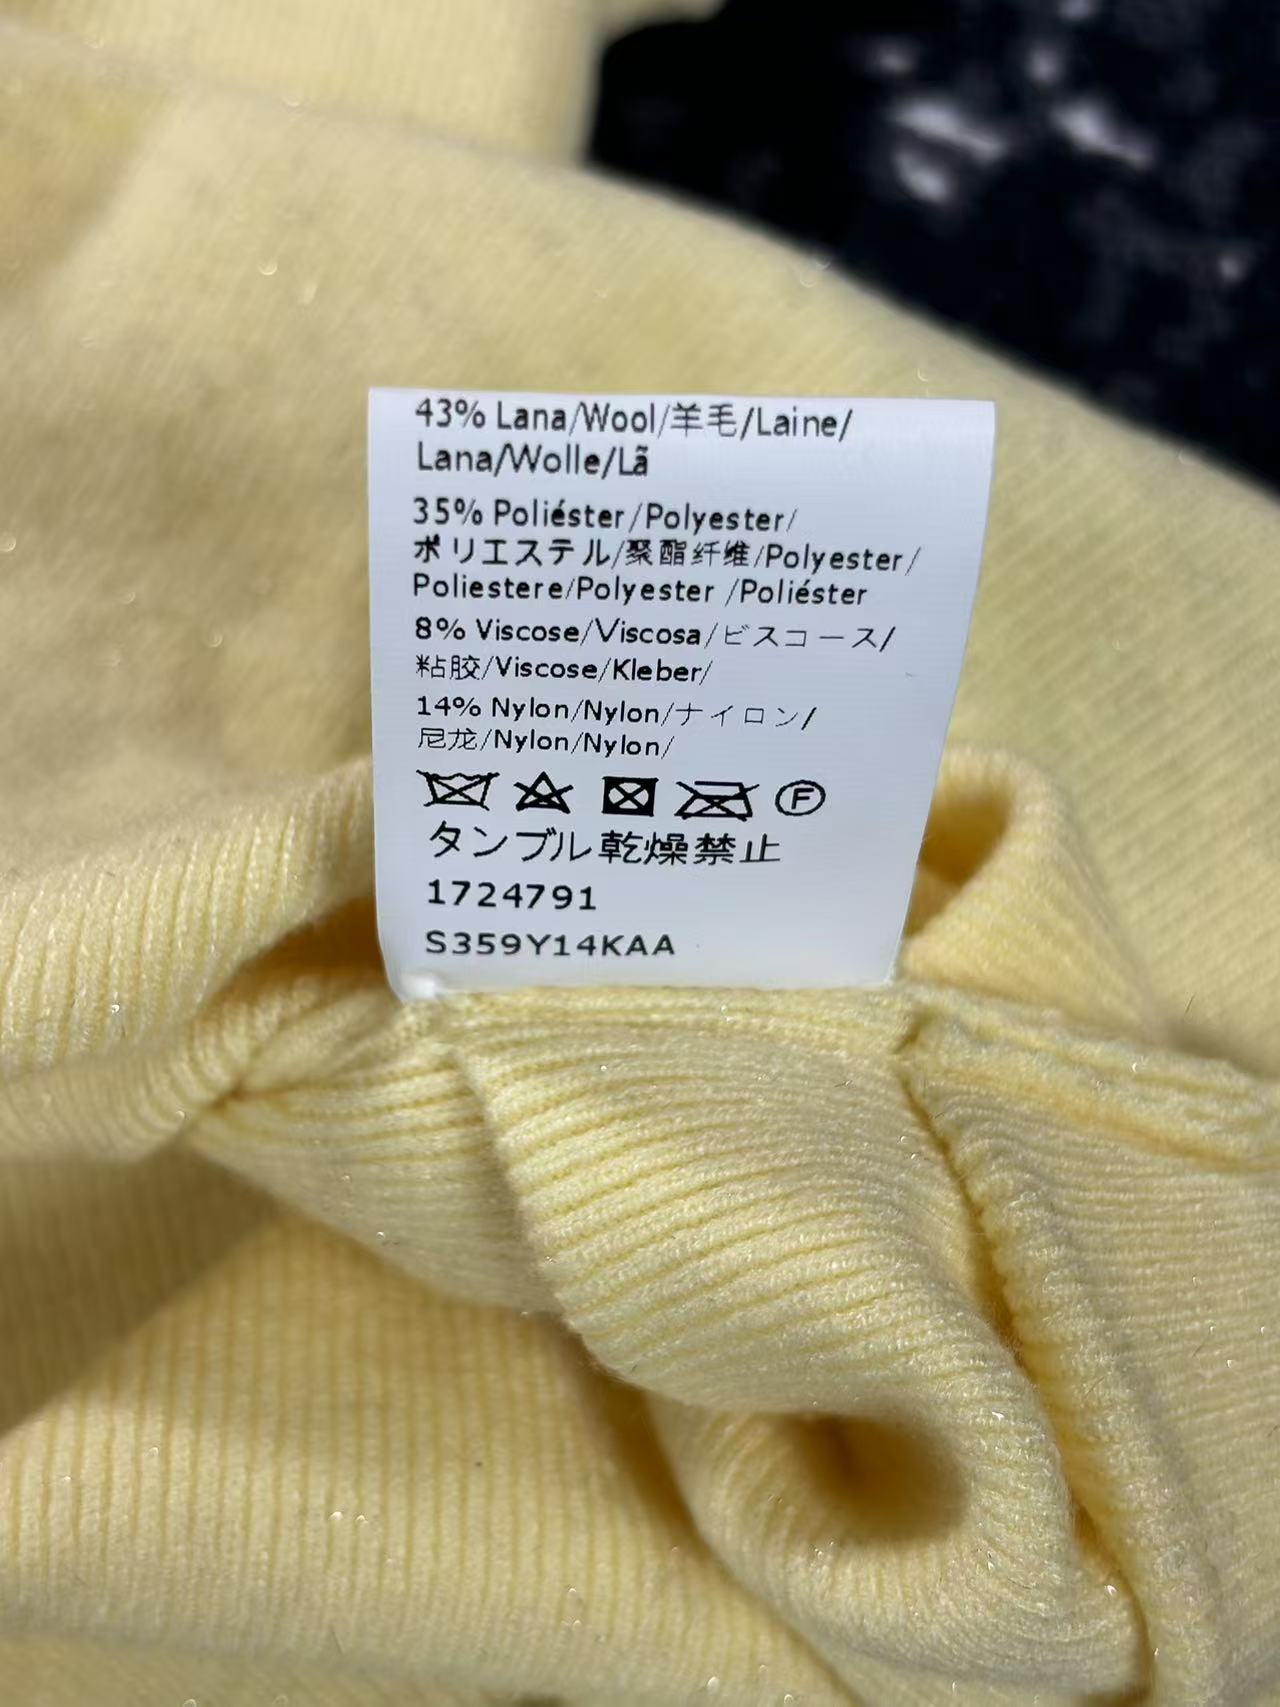 43% Lana/Wool/羊毛/Laine/
Lana/Wolle/Lã
35% Poliéster/Polyester/
ポリエステル/聚酯纤维/Polyester/
Poliestere/Polyester /Poliéster
8% Viscose/Viscosa/ビスコース/
粘胶/Viscose/Kleber/
14% Nylon/Nylon/ナイロン/
尼龙/Nylon/Nylon/
F
タンブル乾燥禁止
1724791
S359Y14KAA